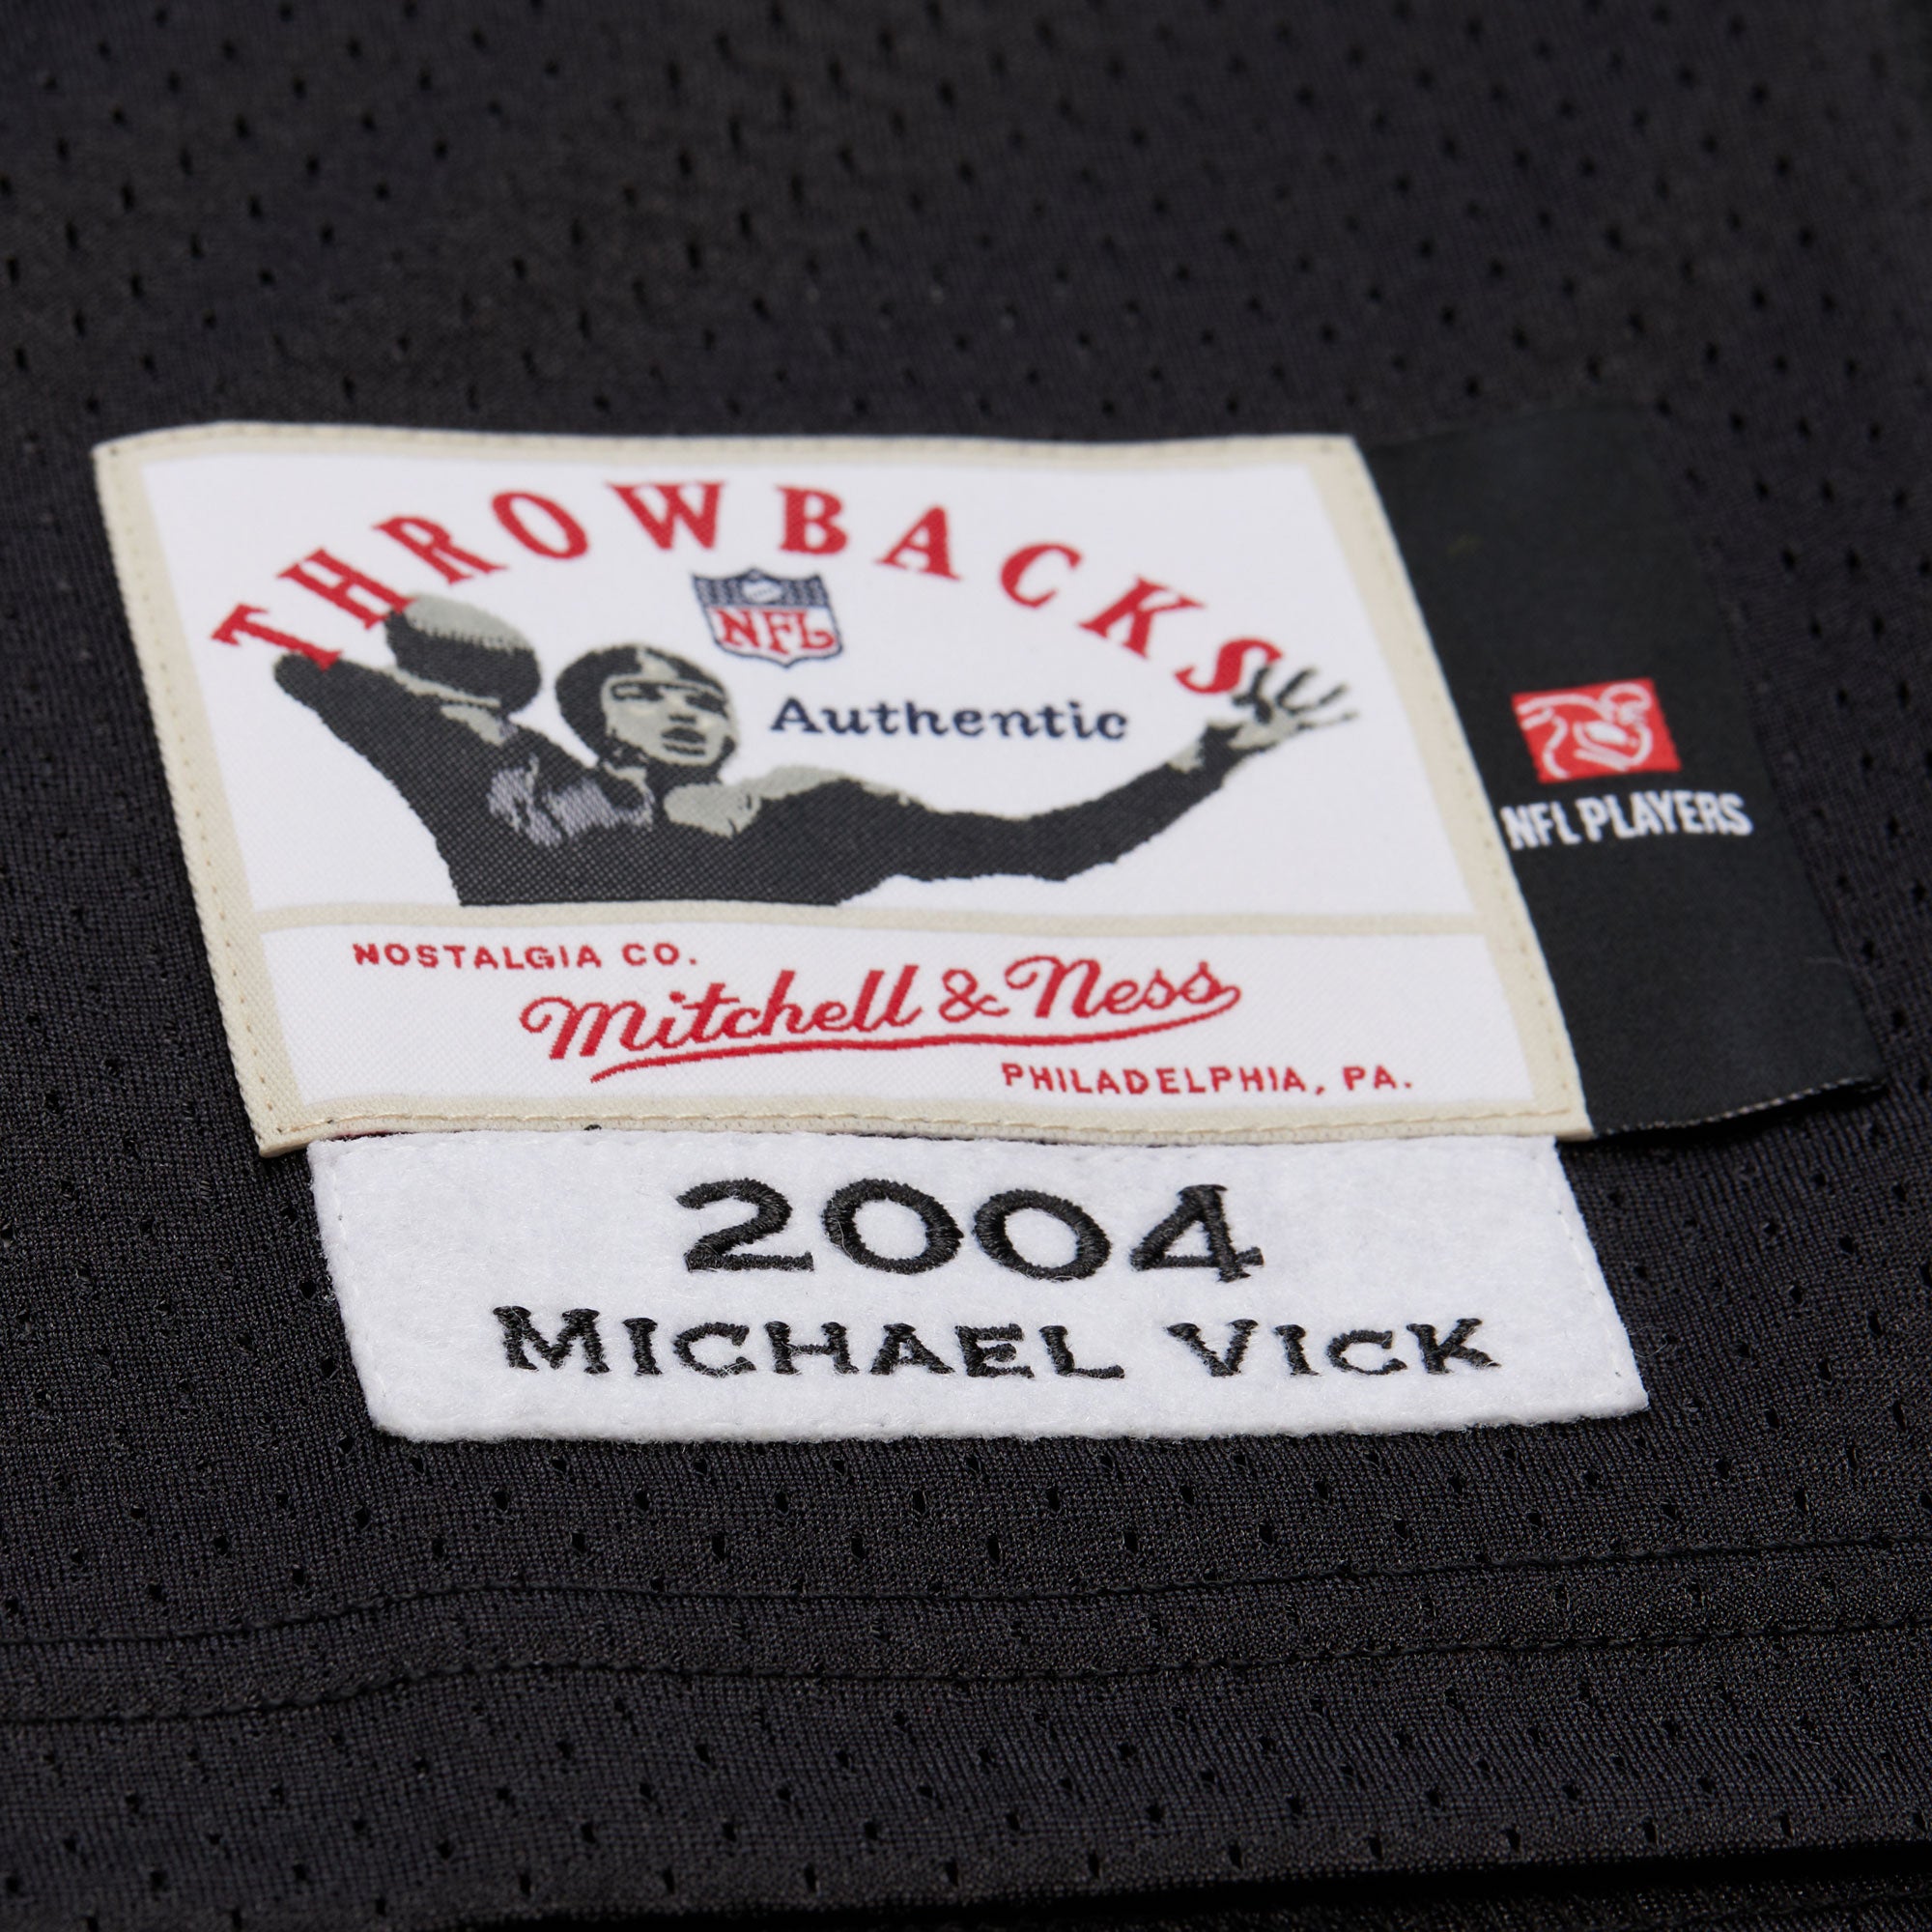 THROWBACKS
NFL
Authentic
NFL PLAYERS
NOSTALGIA CO.
Mitchell & Ness
PHILADELPHIA, PA.
2004
MICHAEL VICK